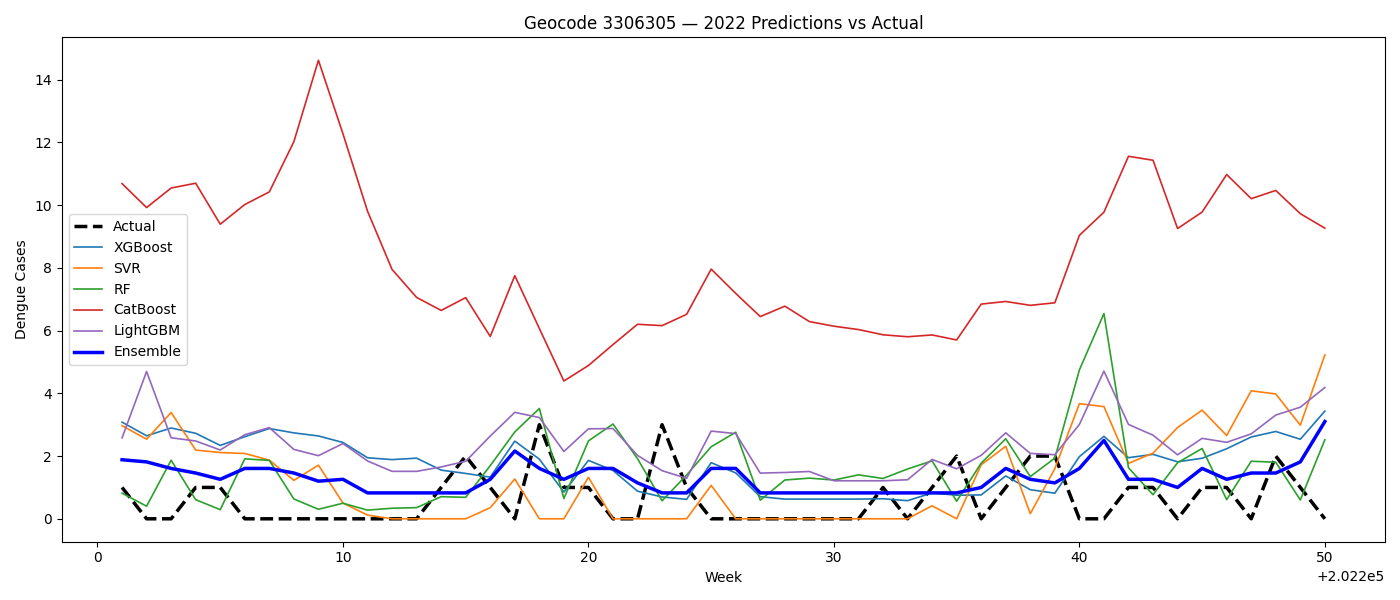 Geocode 3306305 — 2022 Predictions vs Actual
Dengue Cases
14
12
10
8
6
4
2
0
Actual
XGBoost
SVR
RF
CatBoost
LightGBM
Ensemble
0 10 20 30 40 50
+2.022e5
Week